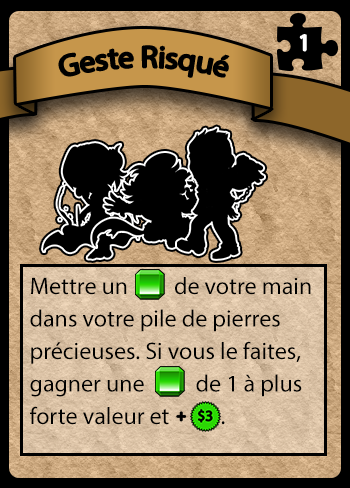 Geste Risqué
1
Mettre un de votre main
dans votre pile de pierres
précieuses. Si vous le faites,
gagner une de 1 à plus
forte valeur et + $3.